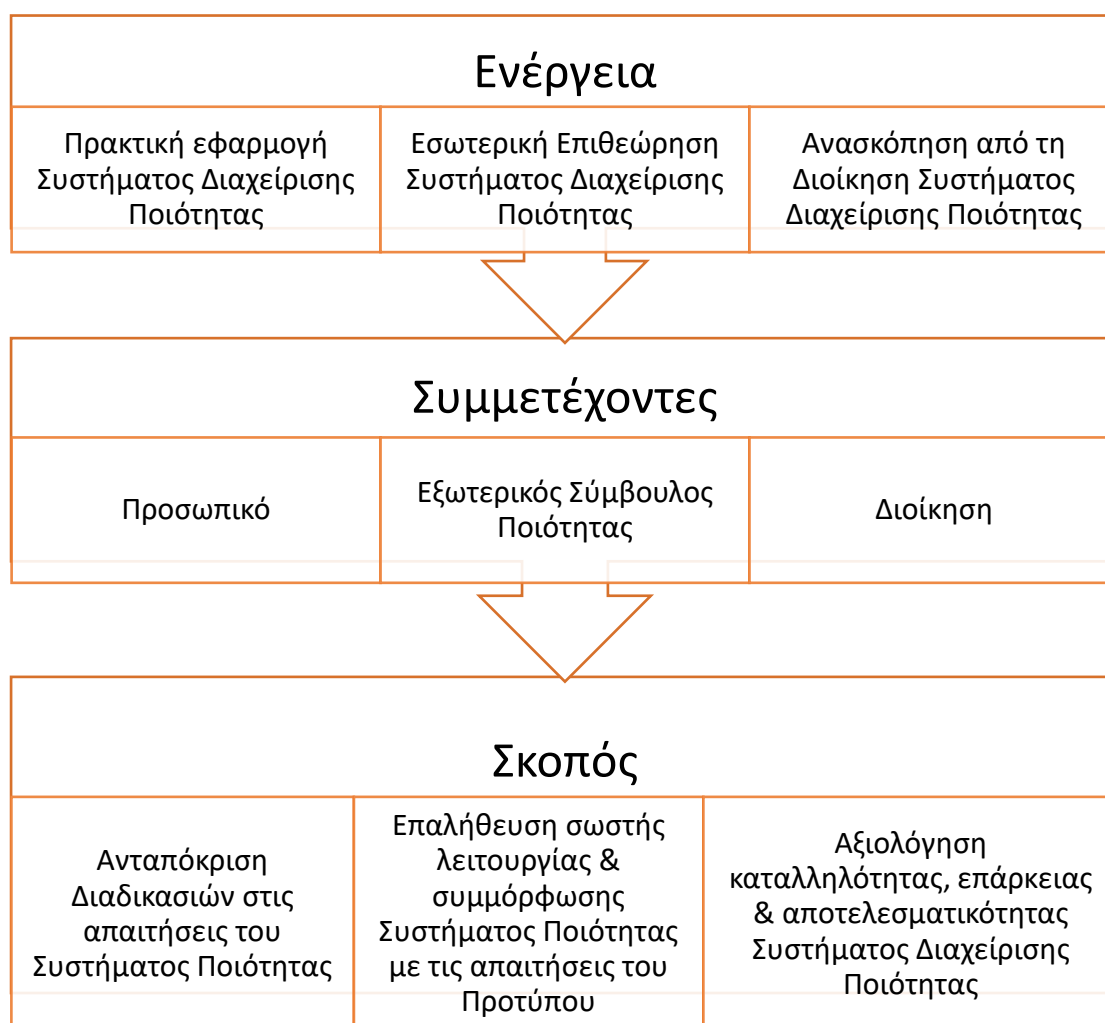 Ενέργεια
Πρακτική εφαρμογή
Συστήματος Διαχείρισης
Ποιότητας
Εσωτερική Επιθεώρηση
Συστήματος Διαχείρισης
Ποιότητας
Ανασκόπηση από τη
Διοίκηση Συστήματος
Διαχείρισης Ποιότητας
Συμμετέχοντες
Προσωπικό
Εξωτερικός Σύμβουλος
Ποιότητας
Διοίκηση
Σκοπός
Ανταπόκριση
Διαδικασιών στις
απαιτήσεις του
Συστήματος Ποιότητας
Επαλήθευση σωστής
λειτουργίας &
συμμόρφωσης
Συστήματος Ποιότητας
με τις απαιτήσεις του
Προτύπου
Αξιολόγηση
καταλληλότητας, επάρκειας
& αποτελεσματικότητας
Συστήματος Διαχείρισης
Ποιότητας